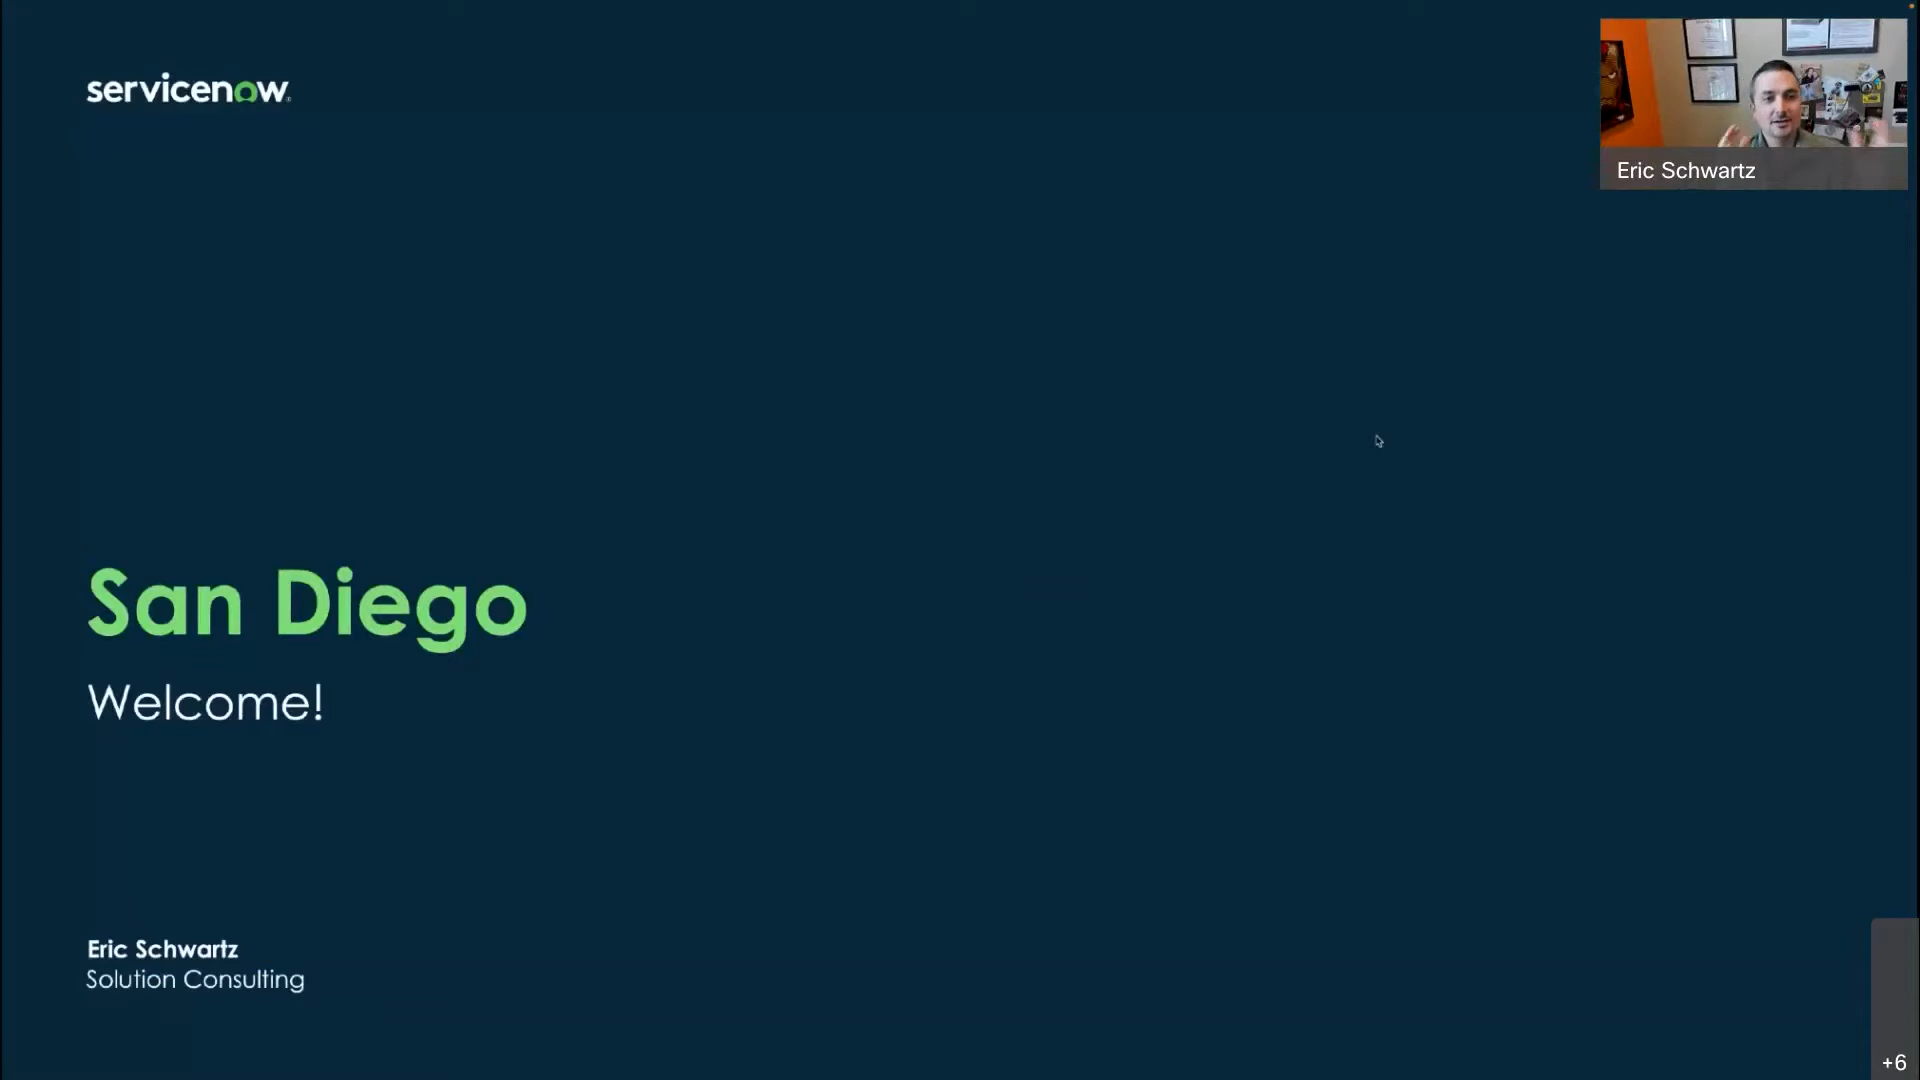 servicenow
Eric Schwartz
San Diego
Welcome!
Eric Schwartz
Solution Consulting
+6